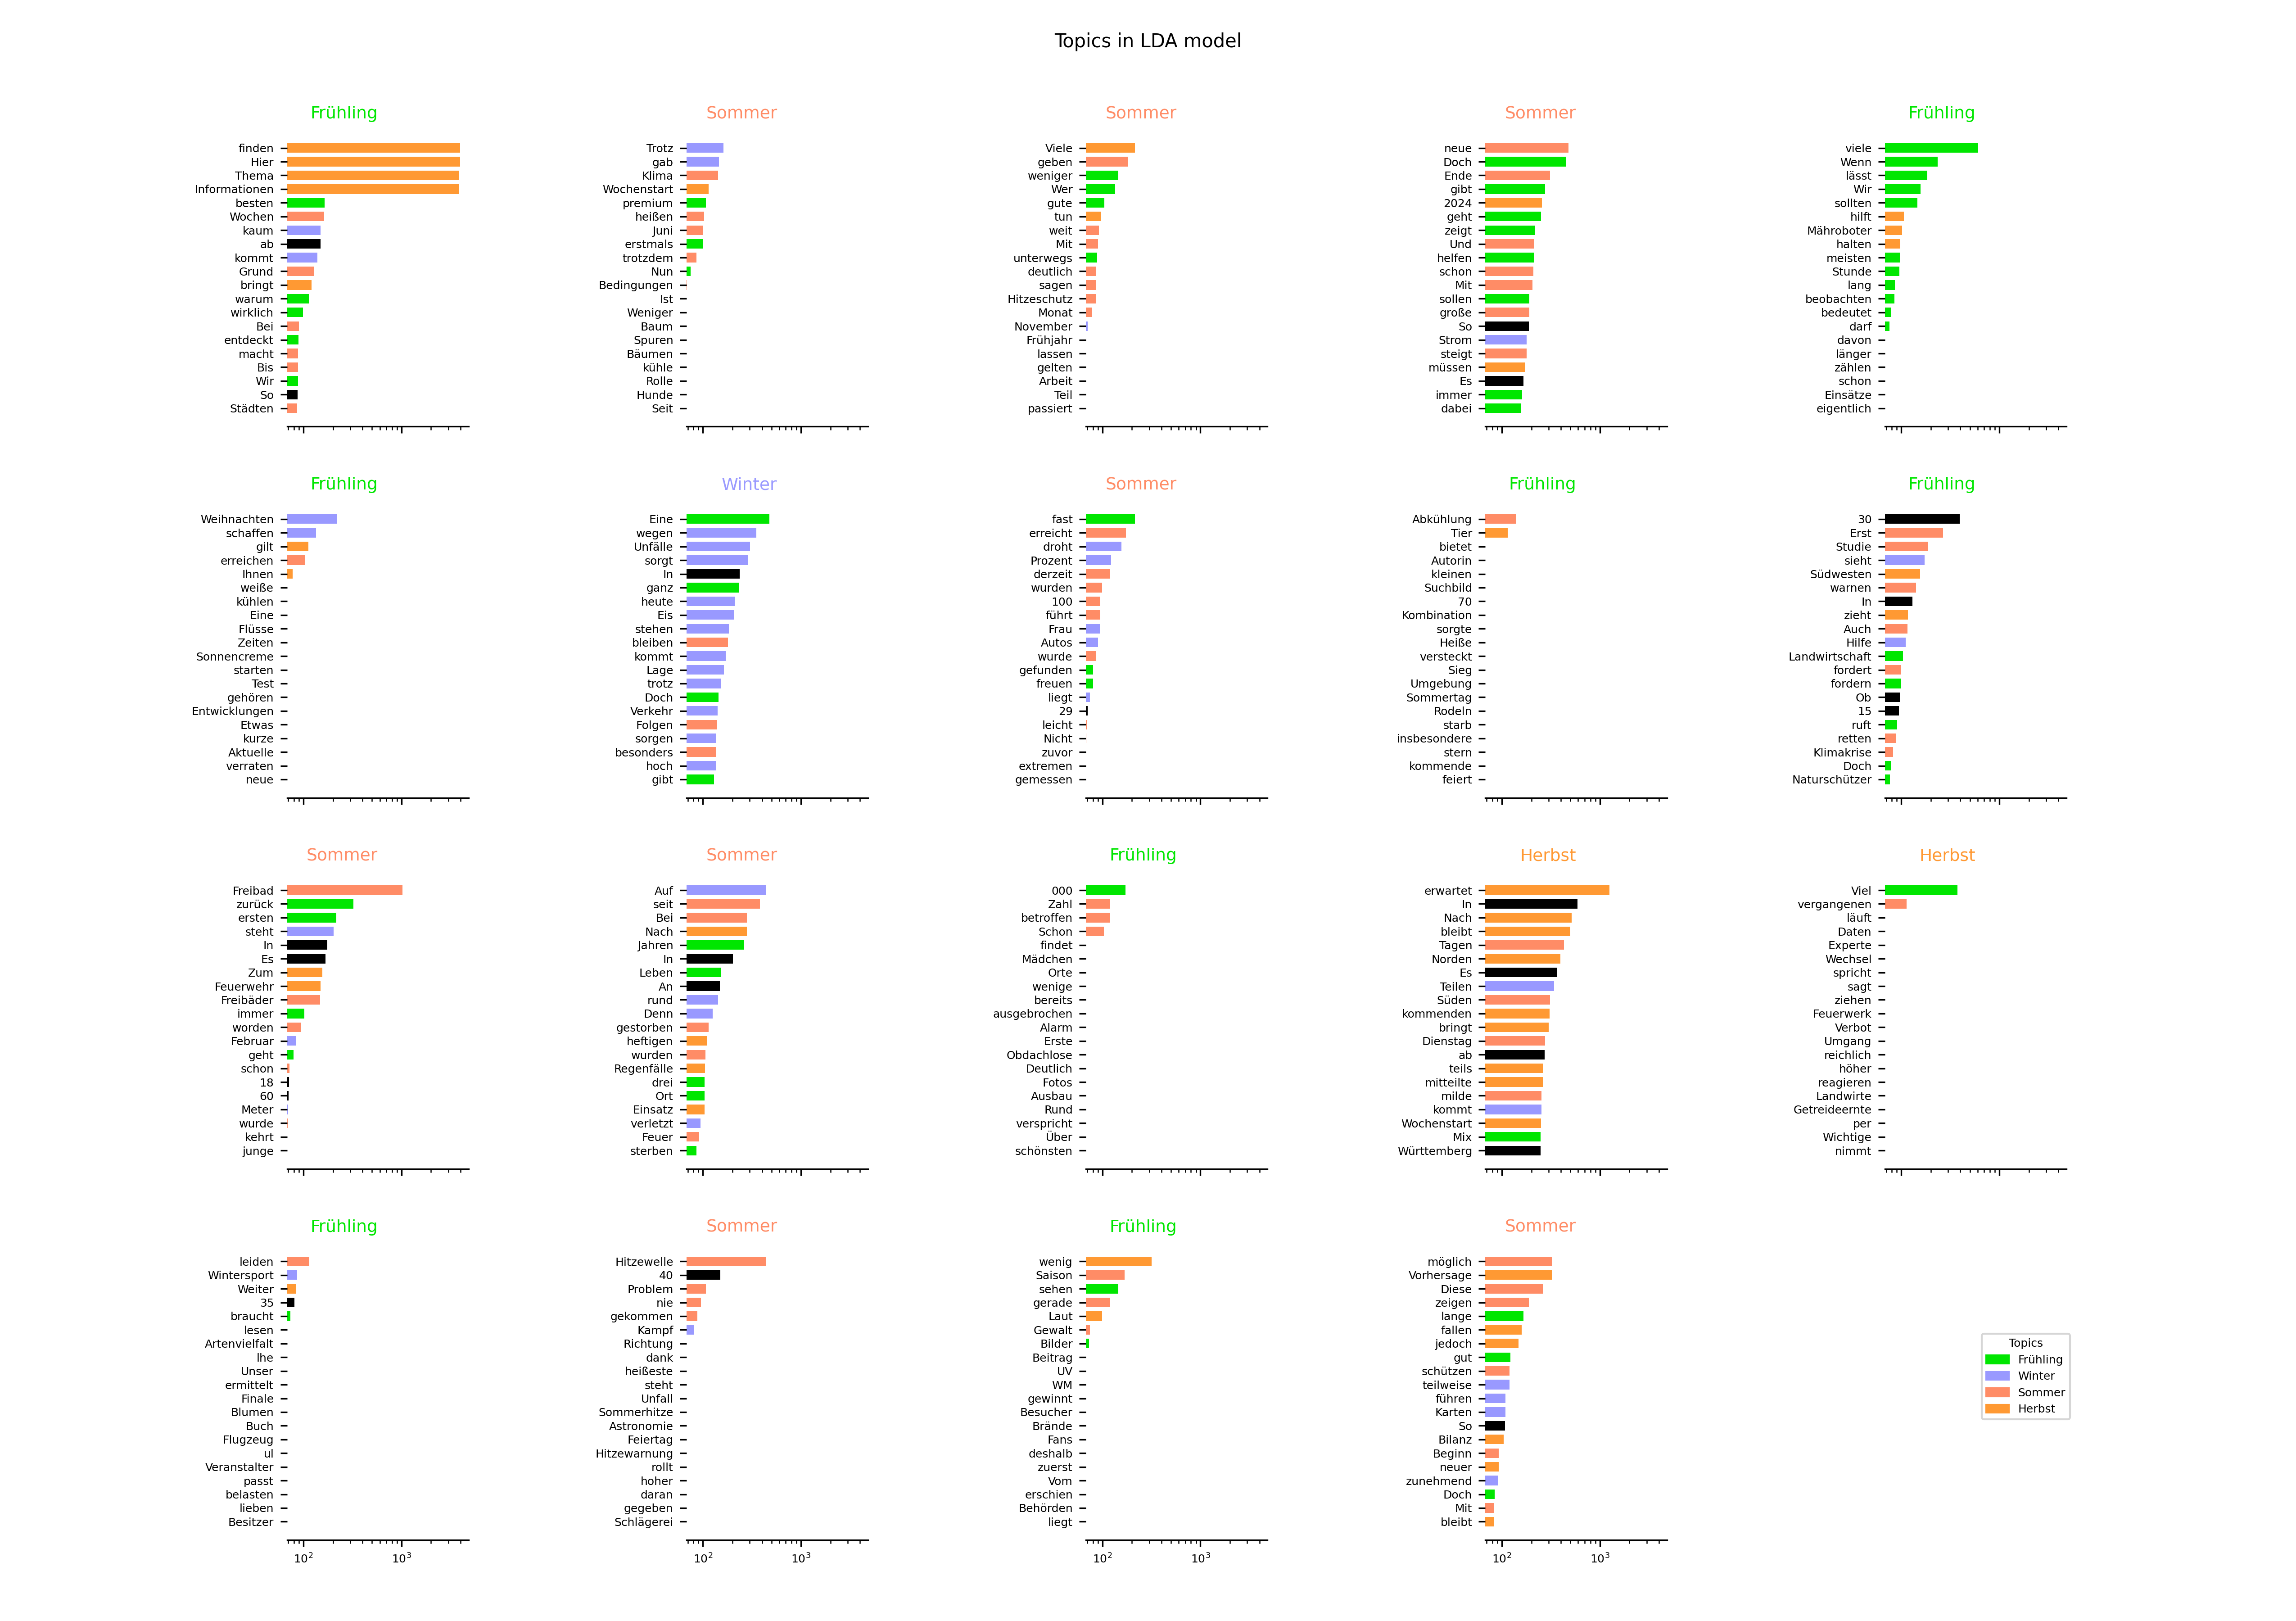 Topics in LDA model
Frühling
finden
Hier
Thema
Informationen
besten
Wochen
kaum
ab
kommt
Grund
bringt
warum
wirklich
Bei
entdeckt
macht
Bis
Wir
So
Städten
Sommer
Trotz
gab
Klima
Wochenstart
premium
heißen
Juni
erstmals
trotzdem
Nun
Bedingungen
Ist
Weniger
Baum
Spuren
Bäumen
kühle
Rolle
Hunde
Seit
Sommer
Viele
geben
weniger
Wer
gute
tun
weit
Mit
unterwegs
deutlich
sagen
Hitzeschutz
Monat
November
Frühjahr
lassen
gelten
Arbeit
Teil
passiert
Sommer
neue
Doch
Ende
gibt
2024
geht
zeigt
Und
helfen
schon
Mit
sollen
große
So
Strom
steigt
müssen
Es
immer
dabei
Frühling
viele
Wenn
lässt
Wir
sollten
hilft
Mähroboter
halten
meisten
Stunde
lang
beobachten
bedeutet
darf
davon
länger
zählen
schon
Einsätze
eigentlich
Frühling
Weihnachten
schaffen
gilt
erreichen
Ihnen
weiße
kühlen
Eine
Flüsse
Zeiten
Sonnencreme
starten
Test
gehören
Entwicklungen
Etwas
kurze
Aktuelle
verraten
neue
Winter
Eine
wegen
Unfälle
sorgt
In
ganz
heute
Eis
stehen
bleiben
kommt
Lage
trotz
Doch
Verkehr
Folgen
sorgen
besonders
hoch
gibt
Sommer
fast
erreicht
droht
Prozent
derzeit
wurden
100
führt
Frau
Autos
wurde
gefunden
freuen
liegt
29
leicht
Nicht
zuvor
extremen
gemessen
Frühling
Abkühlung
Tier
bietet
Autorin
kleinen
Suchbild
70
Kombination
sorgte
Heiße
versteckt
Sieg
Umgebung
Sommertag
Rodeln
starb
insbesondere
stern
kommende
feiert
Frühling
30
Erst
Studie
sieht
Südwesten
warnen
In
zieht
Auch
Hilfe
Landwirtschaft
fordert
fordern
Ob
15
ruft
retten
Klimakrise
Doch
Naturschützer
Sommer
Freibad
zurück
ersten
steht
In
Es
Zum
Feuerwehr
Freibäder
immer
worden
Februar
geht
schon
18
60
Meter
wurde
kehrt
junge
Sommer
Auf
seit
Bei
Nach
Jahren
In
Leben
An
rund
Denn
gestorben
heftigen
wurden
Regenfälle
drei
Ort
Einsatz
verletzt
Feuer
sterben
Frühling
000
Zahl
betroffen
Schon
findet
Mädchen
Orte
wenige
bereits
ausgebrochen
Alarm
Erste
Obdachlose
Deutlich
Fotos
Ausbau
Rund
verspricht
Über
schönsten
Herbst
erwartet
In
Nach
bleibt
Tagen
Norden
Es
Teilen
Süden
kommenden
bringt
Dienstag
ab
teils
mitteilte
milde
kommt
Wochenstart
Mix
Württemberg
Herbst
Viel
vergangenen
läuft
Daten
Experte
Wechsel
spricht
sagt
ziehen
Feuerwerk
Verbot
Umgang
reichlich
höher
reagieren
Landwirte
Getreideernte
per
Wichtige
nimmt
Frühling
leiden
Wintersport
Weiter
35
braucht
lesen
Artenvielfalt
lhe
Unser
ermittelt
Finale
Blumen
Buch
Flugzeug
ul
Veranstalter
passt
belasten
lieben
Besitzer
10²
10³
Sommer
Hitzewelle
40
Problem
nie
gekommen
Kampf
Richtung
dank
heißeste
steht
Unfall
Sommerhitze
Astronomie
Feiertag
Hitzewarnung
rollt
hoher
daran
gegeben
Schlägerei
10²
10³
Frühling
wenig
Saison
sehen
gerade
Laut
Gewalt
Bilder
Beitrag
UV
WM
gewinnt
Besucher
Brände
Fans
deshalb
zuerst
Vom
erschien
Behörden
liegt
10²
10³
Sommer
möglich
Vorhersage
Diese
zeigen
lange
fallen
jedoch
gut
schützen
teilweise
führen
Karten
So
Bilanz
Beginn
neuer
zunehmend
Doch
Mit
bleibt
10²
10³
Topics
Frühling
Winter
Sommer
Herbst